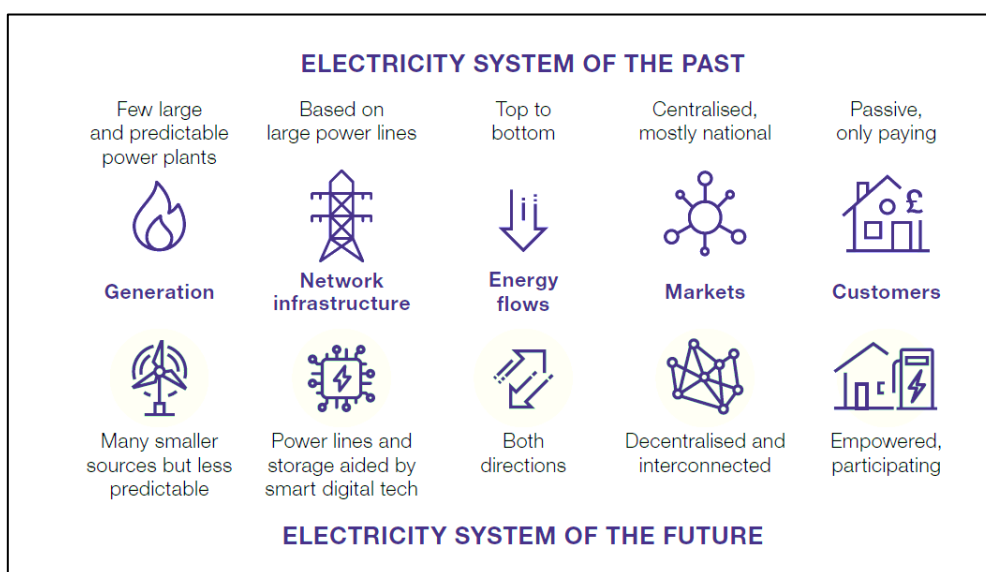 ELECTRICITY SYSTEM OF THE PAST
Few large
and predictable
power plants
Based on
large power lines
Top to
bottom
Centralised,
mostly national
Passive,
only paying
£
Generation
Network
infrastructure
Energy
flows
Markets
Customers
Many smaller
sources but less
predictable
Power lines and
storage aided by
smart digital tech
Both
directions
Decentralised and
interconnected
Empowered,
participating
ELECTRICITY SYSTEM OF THE FUTURE